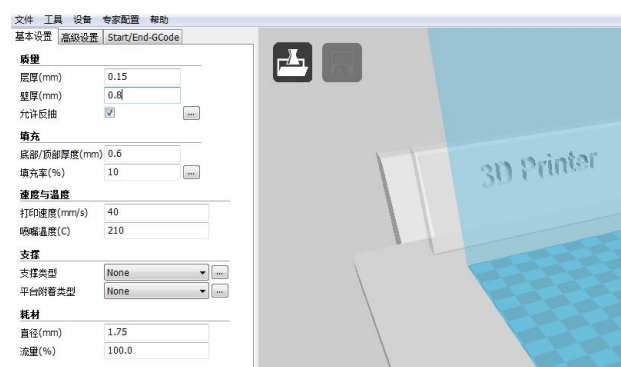 文件 工具 设备 专家配置 帮助
基本设置 高级设置 Start/End-GCode
质量
层厚(mm) 0.15
壁厚(mm) 0.8
允许反抽 ...
填充
底部/顶部厚度(mm) 0.6
填充率(%) 10 ...
速度与温度
打印速度(mm/s) 40
喷嘴温度(C) 210
支撑
支撑类型 None ...
平台附着类型 None ...
耗材
直径(mm) 1.75
流量(%) 100.0
3D Printer